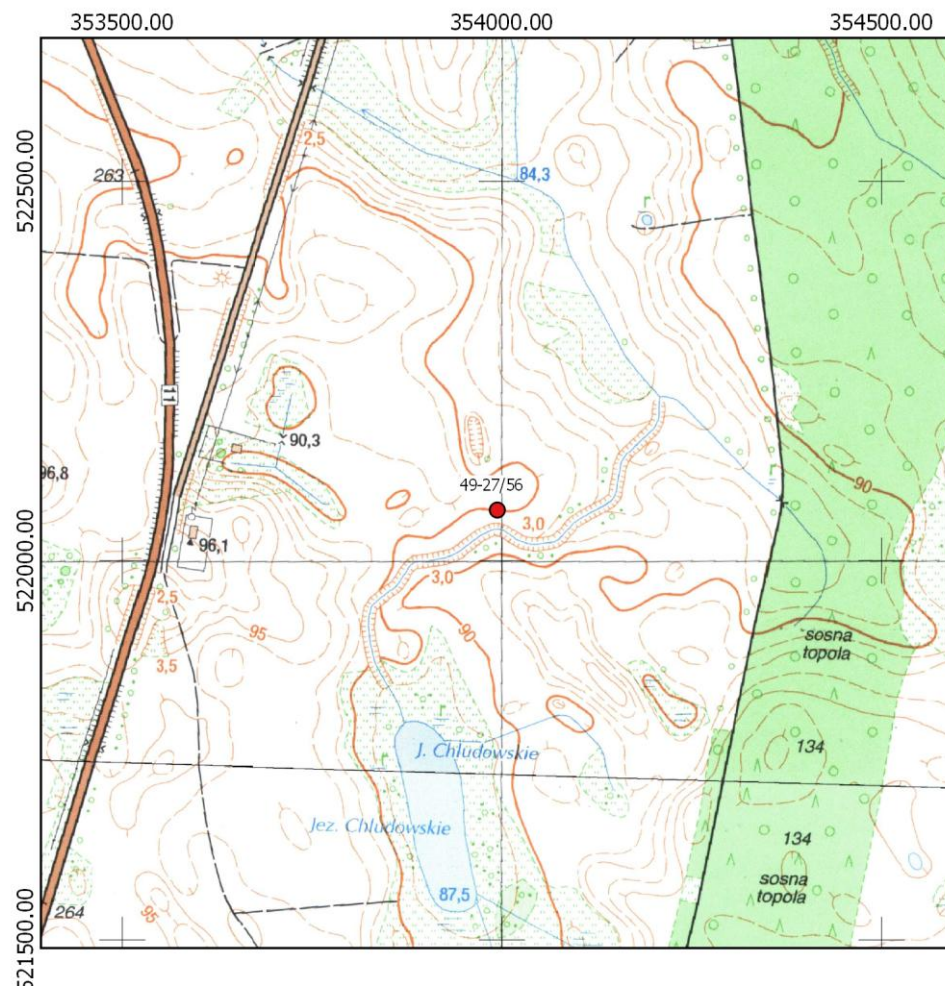 353500.00 354000.00 354500.00
522500.00
522000.00
521500.00
263
2,5
84,3
r
r
11
90,3
96,8
49-27/56
3,0
90
96,1
3,0
2,5
95
90
3,5
sosna
topola
r
J. Chludowskie
134
r
Jez. Chludowskie
134
sosna
topola
87,5
264
95